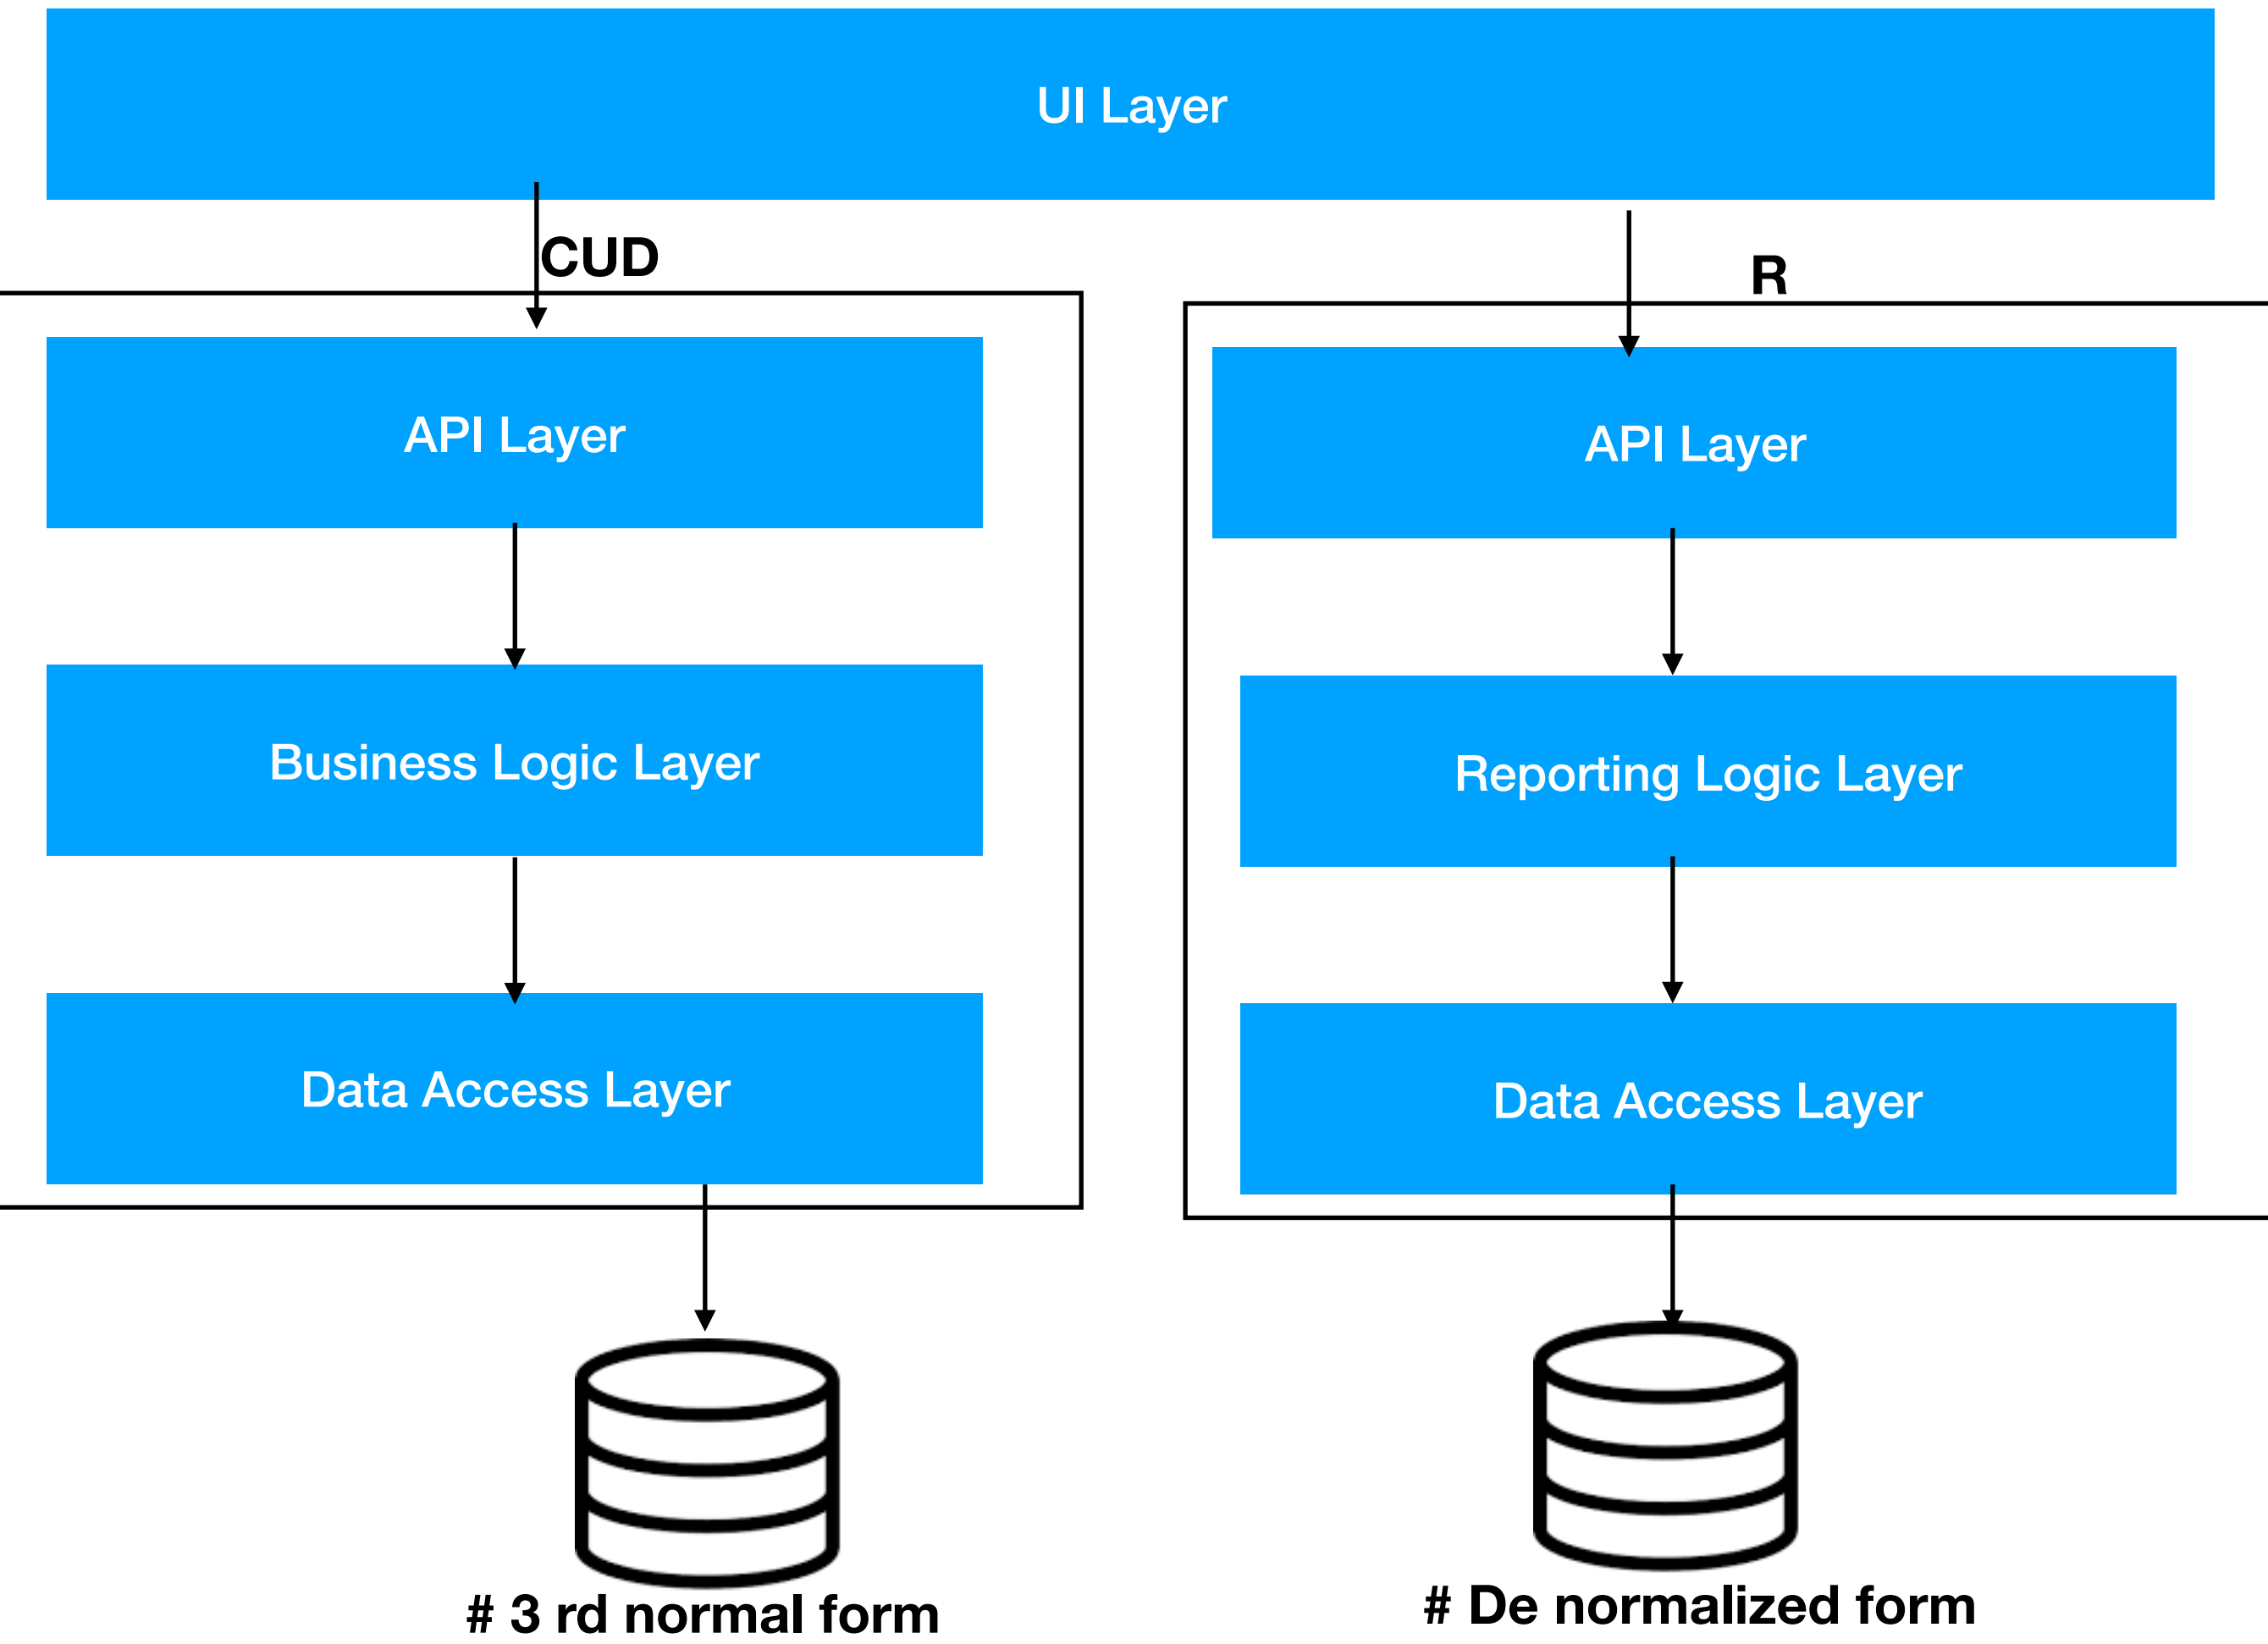 UI Layer
CUD
R
API Layer
API Layer
Business Logic Layer
Reporting Logic Layer
Data Access Layer
Data Access Layer
# 3 rd normal form
# De normalized form